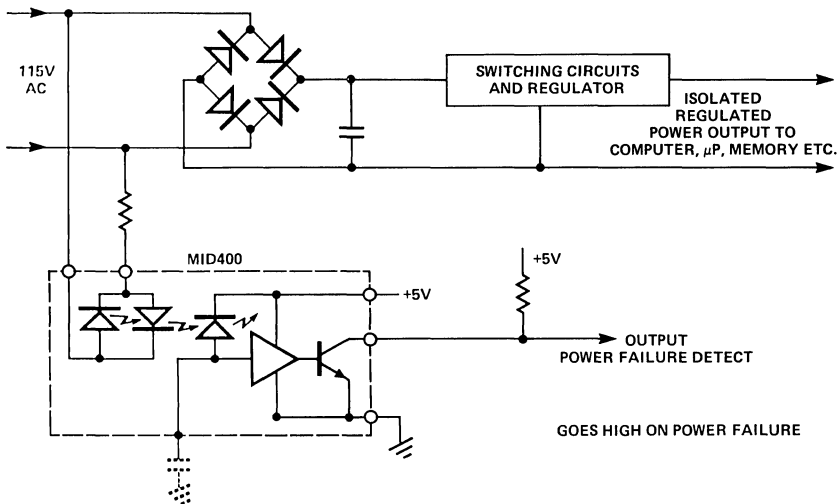 115V
AC
SWITCHING CIRCUITS
AND REGULATOR
ISOLATED
REGULATED
POWER OUTPUT TO
COMPUTER, μP, MEMORY ETC.
MID400
+5V
+5V
OUTPUT
POWER FAILURE DETECT
GOES HIGH ON POWER FAILURE